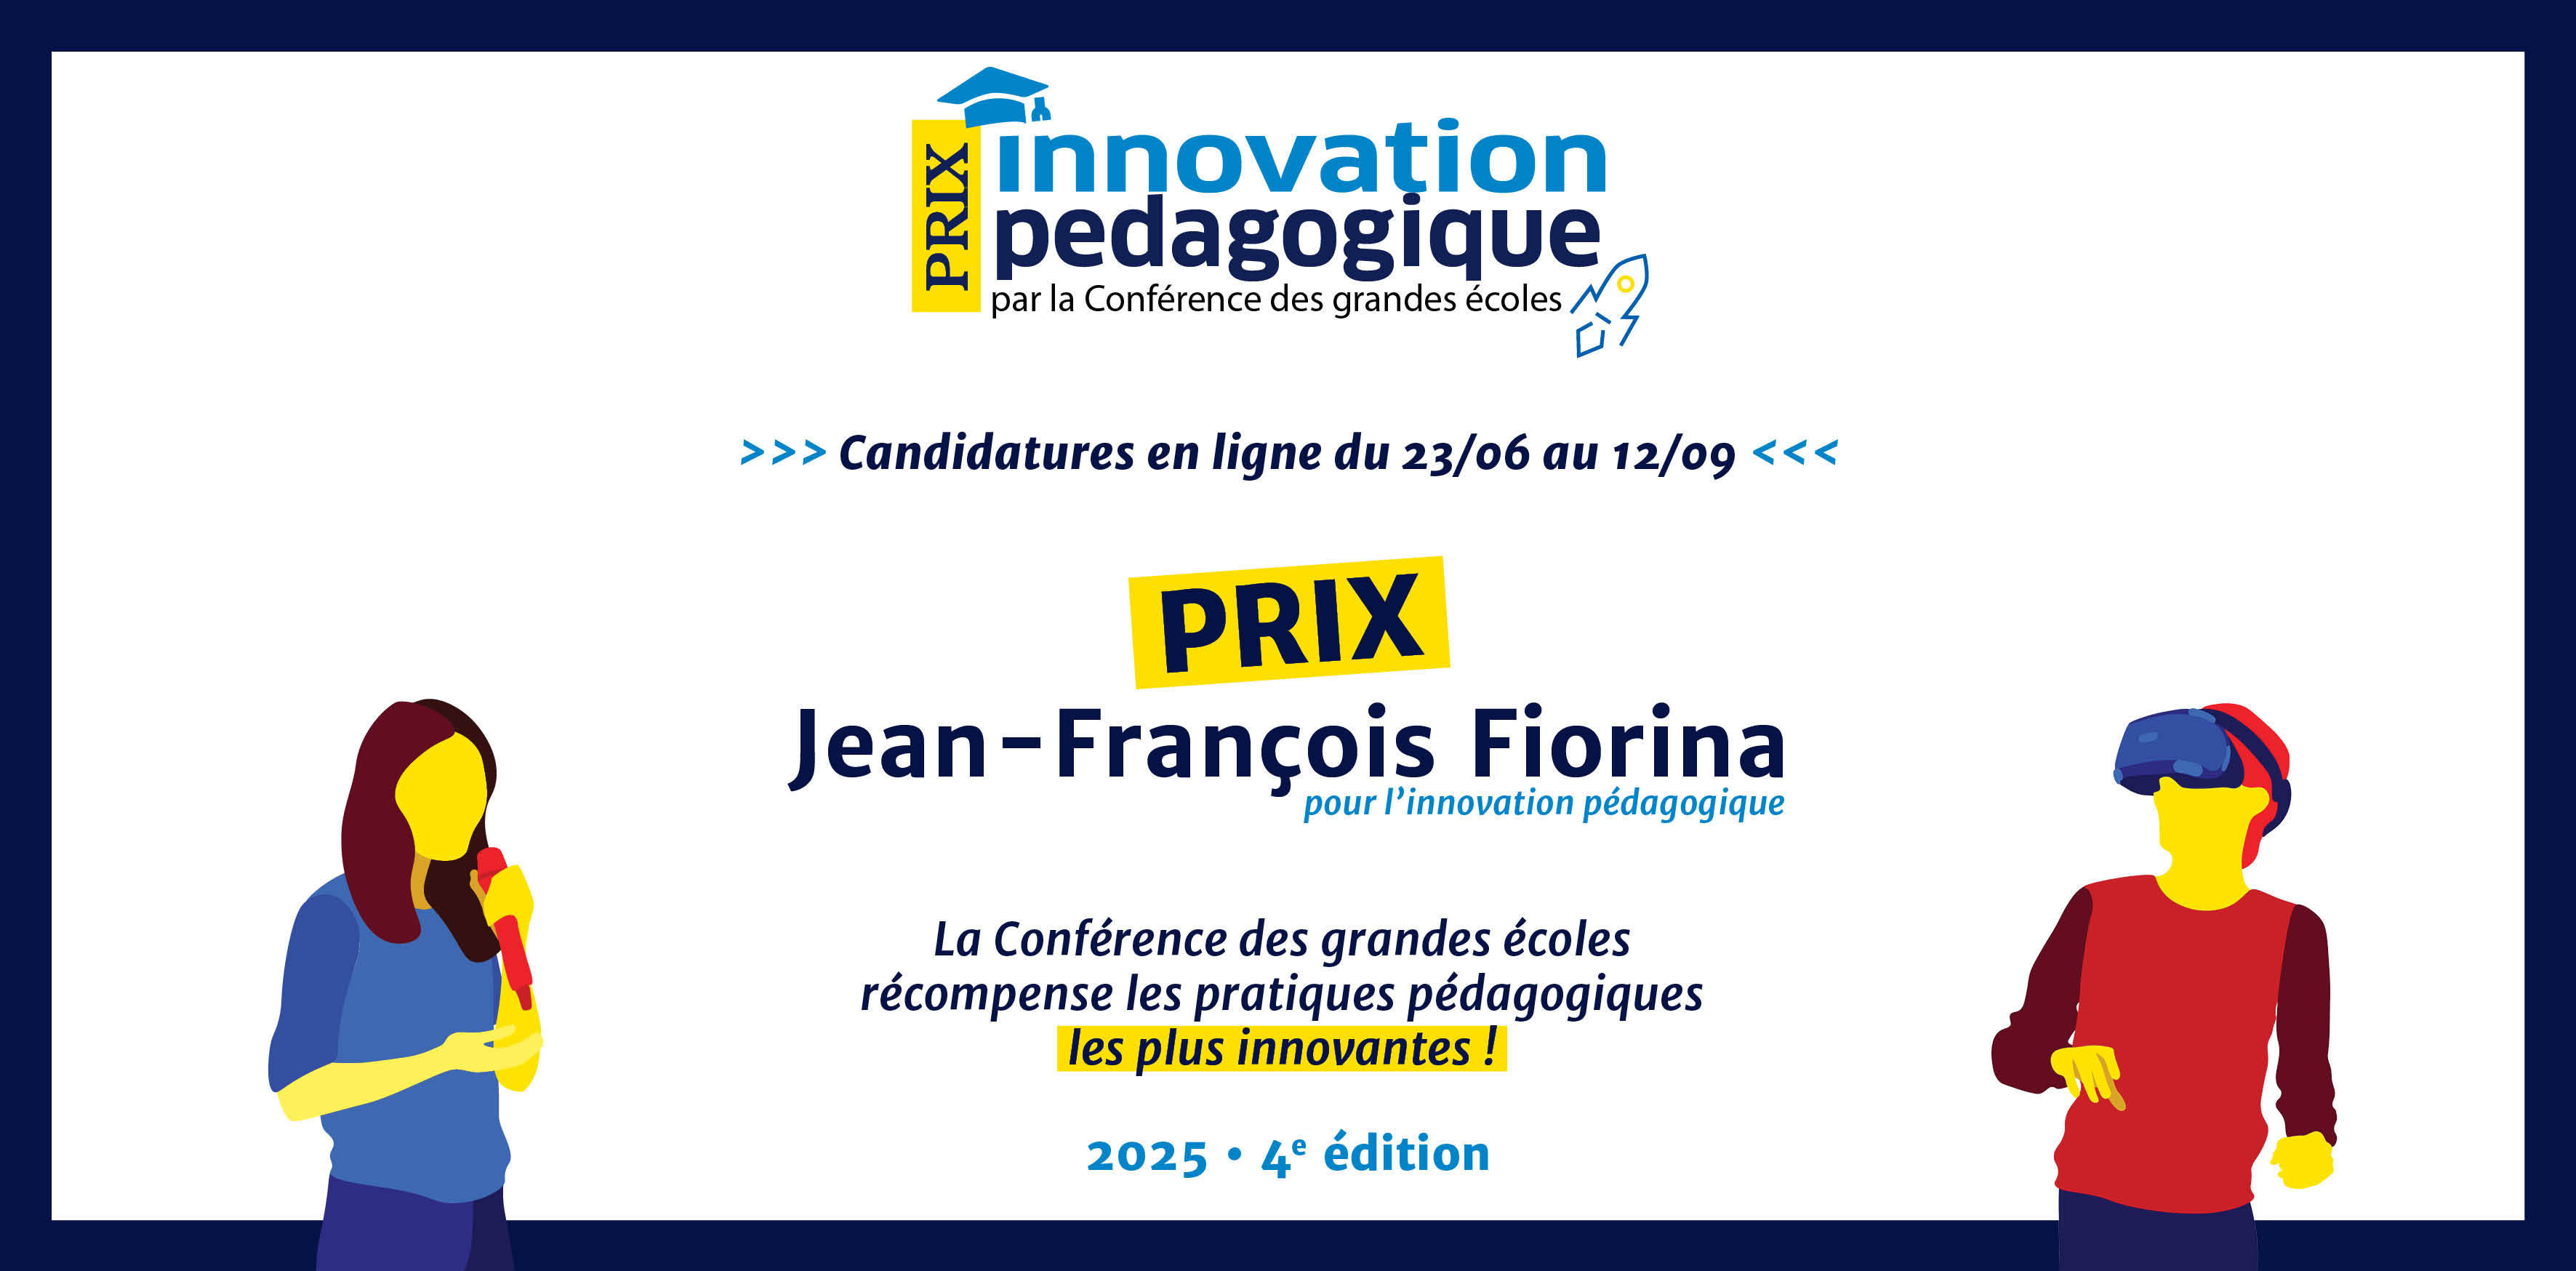 PRIX
innovation
pedagogique
par la Conférence des grandes écoles
>>> Candidatures en ligne du 23/06 au 12/09 <<<
PRIX
Jean-François Fiorina
pour l'innovation pédagogique
La Conférence des grandes écoles
récompense les pratiques pédagogiques
les plus innovantes !
2025 • 4e édition